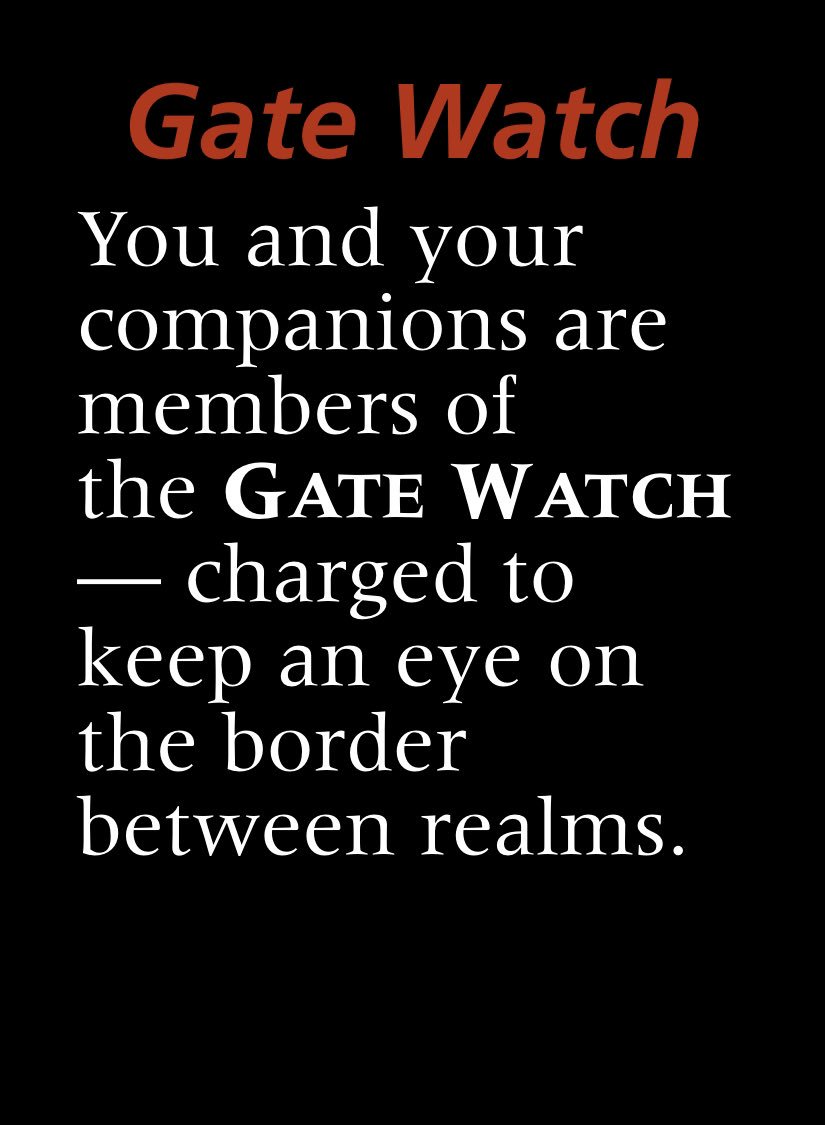 Gate Watch
You and your
companions are
members of
the GATE WATCH
— charged to
keep an eye on
the border
between realms.